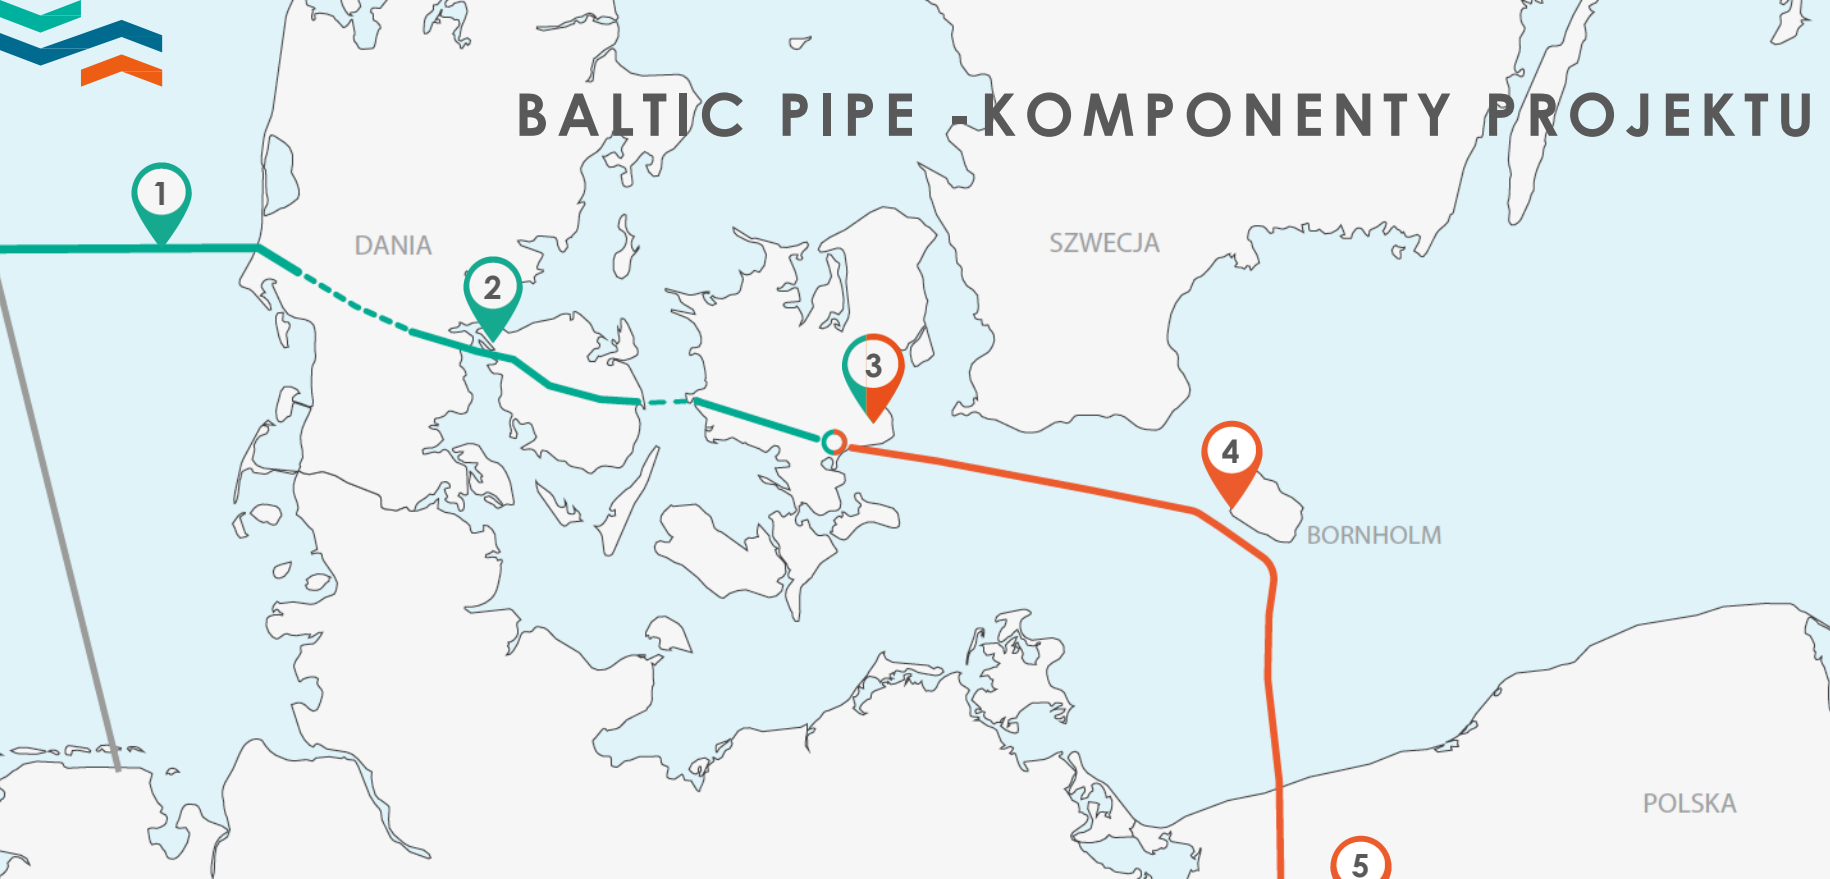 BALTIC PIPE -KOMPONENTY PROJEKTU
1
DANIA
SZWECJA
2
3
4
BORNHOLM
POLSKA
5